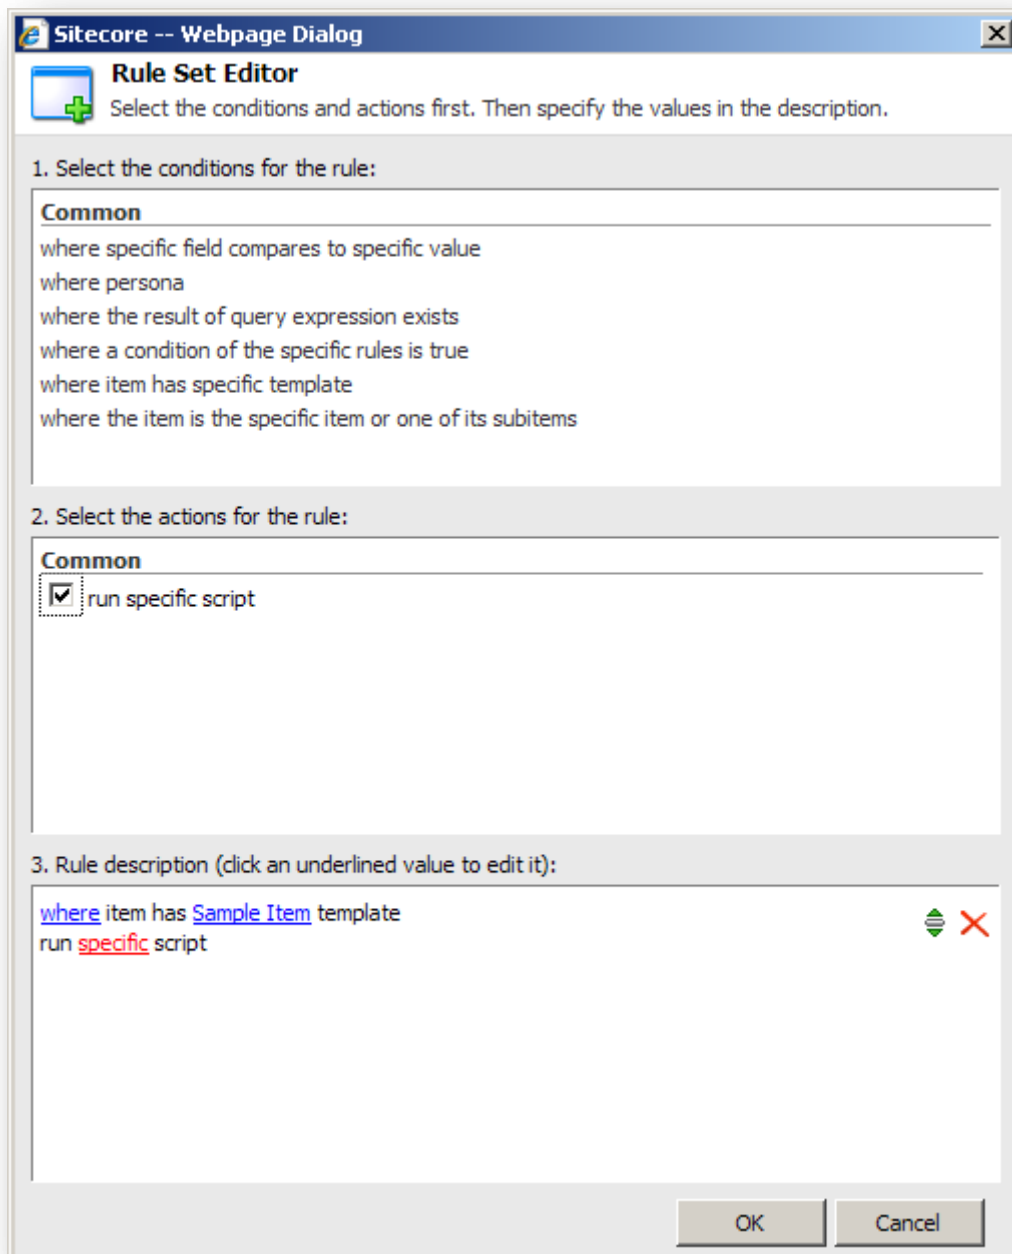 Sitecore -- Webpage Dialog
Rule Set Editor
Select the conditions and actions first. Then specify the values in the description.
1. Select the conditions for the rule:
Common
where specific field compares to specific value
where persona
where the result of query expression exists
where a condition of the specific rules is true
where item has specific template
where the item is the specific item or one of its subitems
2. Select the actions for the rule:
Common
run specific script
3. Rule description (click an underlined value to edit it):
where item has Sample Item template
run specific script
OK Cancel